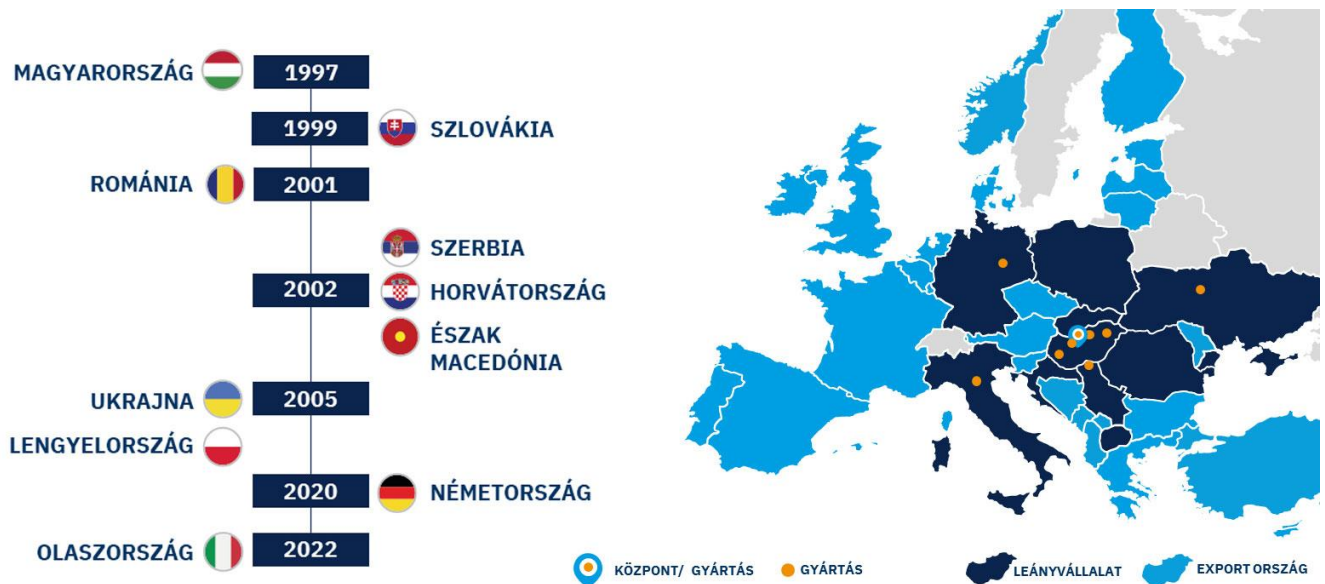 MAGYARORSZÁG
1997
1999
SZLOVÁKIA
ROMÁNIA
2001
SZERBIA
2002
HORVÁTORSZÁG
ÉSZAK
MACEDÓNIA
UKRAJNA
2005
LENGYELORSZÁG
2020
NÉMETORSZÁG
OLASZORSZÁG
2022
KÖZPONT/ GYÁRTÁS
GYÁRTÁS
LEÁNYVÁLLALAT
EXPORT ORSZÁG